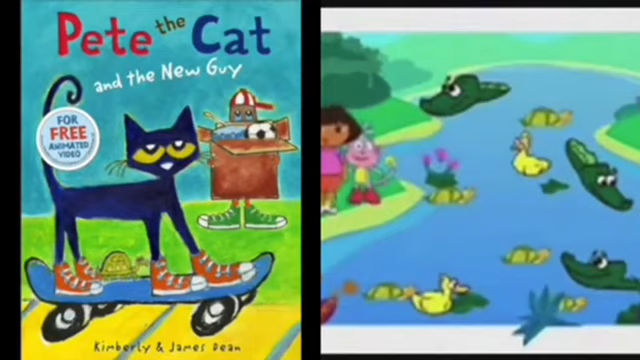 Pete the Cat
and the New Guy
FOR
FREE
ANIMATED
VIDEO
Kimberly & James Dean